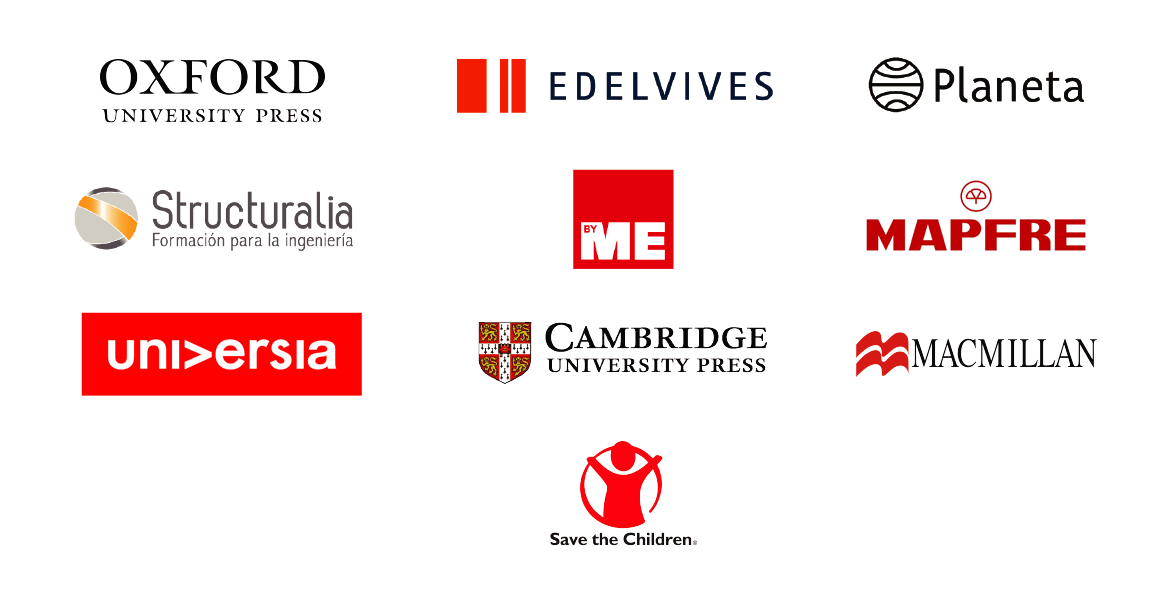 OXFORD
UNIVERSITY PRESS
EDELVIVES
Planeta
Structuralia
Formación para la ingeniería
BY
ME
MAPFRE
uni>ersia
CAMBRIDGE
UNIVERSITY PRESS
MACMILLAN
Save the Children®